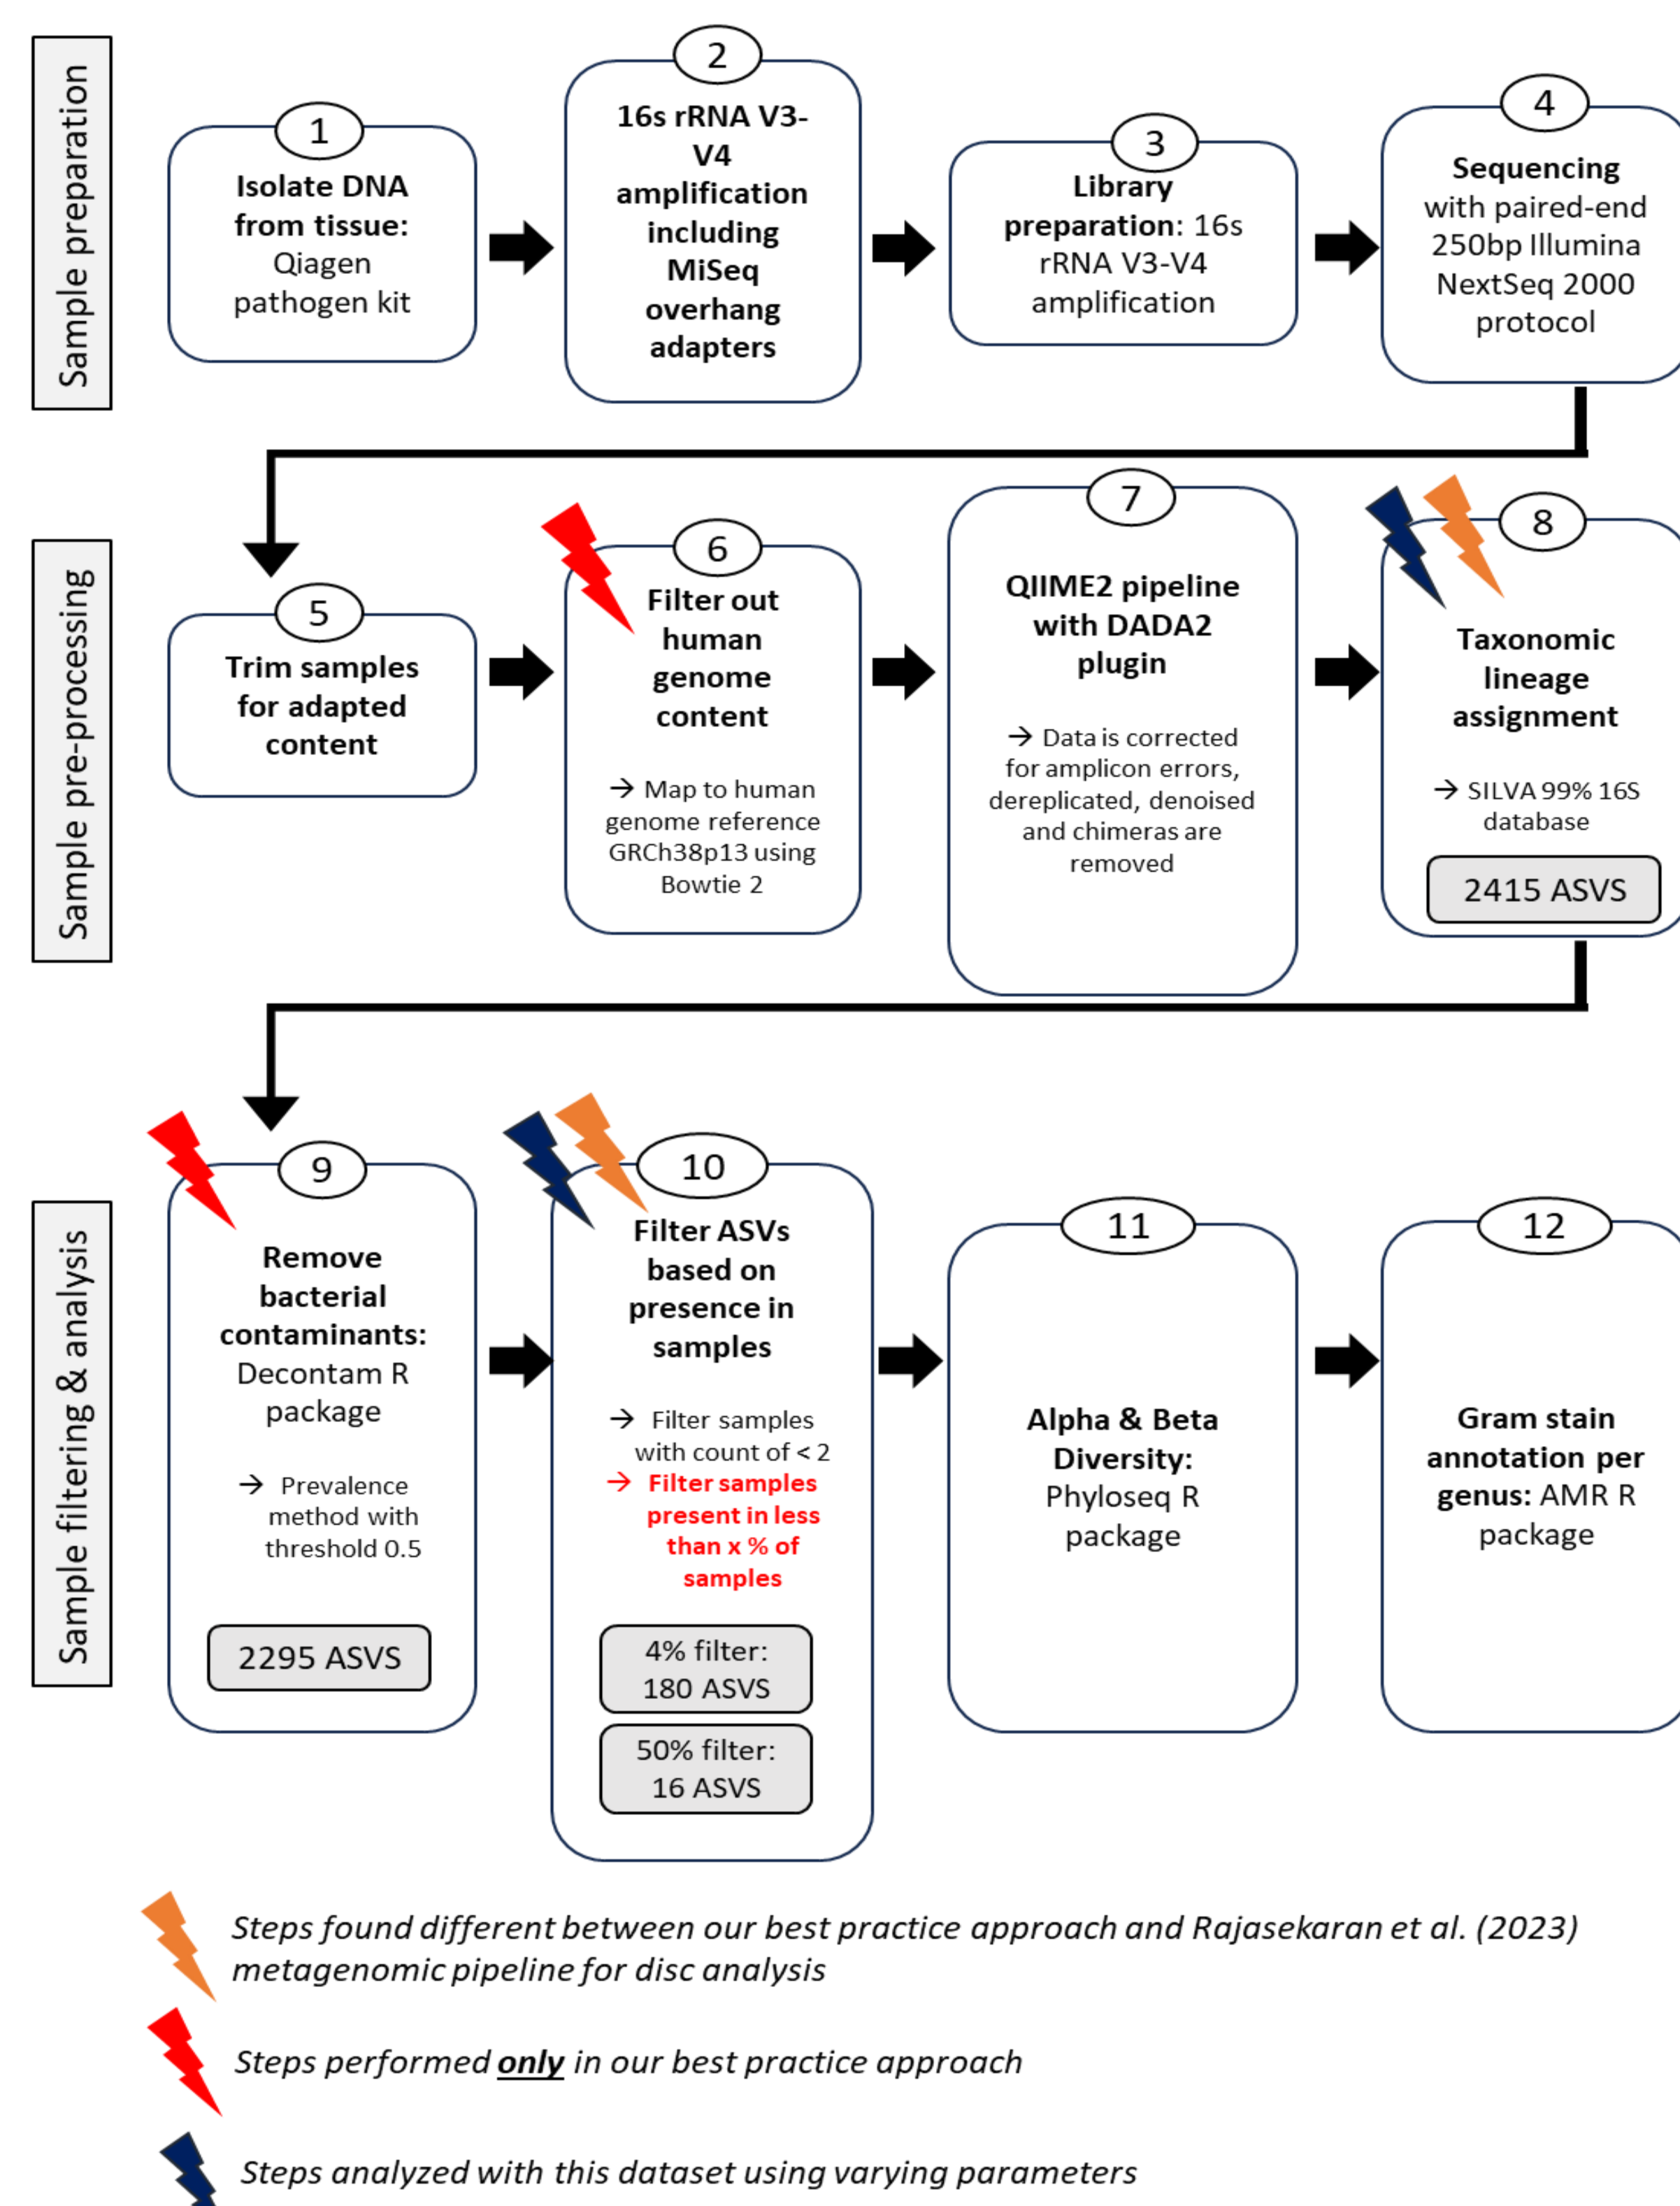 Sample preparation
1
Isolate DNA
from tissue:
Qiagen
pathogen kit
2
16s rRNA V3-
V4
amplification
including
MiSeq
overhang
adapters
3
Library
preparation: 16s
rRNA V3-V4
amplification
4
Sequencing
with paired-end
250bp Illumina
NextSeq 2000
protocol
Sample pre-processing
5
Trim samples
for adapted
content
6
Filter out
human
genome
content
→ Map to human
genome reference
GRCh38p13 using
Bowtie 2
7
QIIME2 pipeline
with DADA2
plugin
→ Data is corrected
for amplicon errors,
dereplicated, denoised
and chimeras are
removed
8
Taxonomic
lineage
assignment
→ SILVA 99% 16S
database
2415 ASVS
Sample filtering & analysis
9
Remove
bacterial
contaminants:
Decontam R
package
→ Prevalence
method with
threshold 0.5
2295 ASVS
10
Filter ASVs
based on
presence in
samples
→ Filter samples
with count of < 2
→ Filter samples
present in less
than x % of
samples
4% filter:
180 ASVS
50% filter:
16 ASVS
11
Alpha & Beta
Diversity:
Phyloseq R
package
12
Gram stain
annotation per
genus: AMR R
package
Steps found different between our best practice approach and Rajasekaran et al. (2023)
metagenomic pipeline for disc analysis
Steps performed only in our best practice approach
Steps analyzed with this dataset using varying parameters